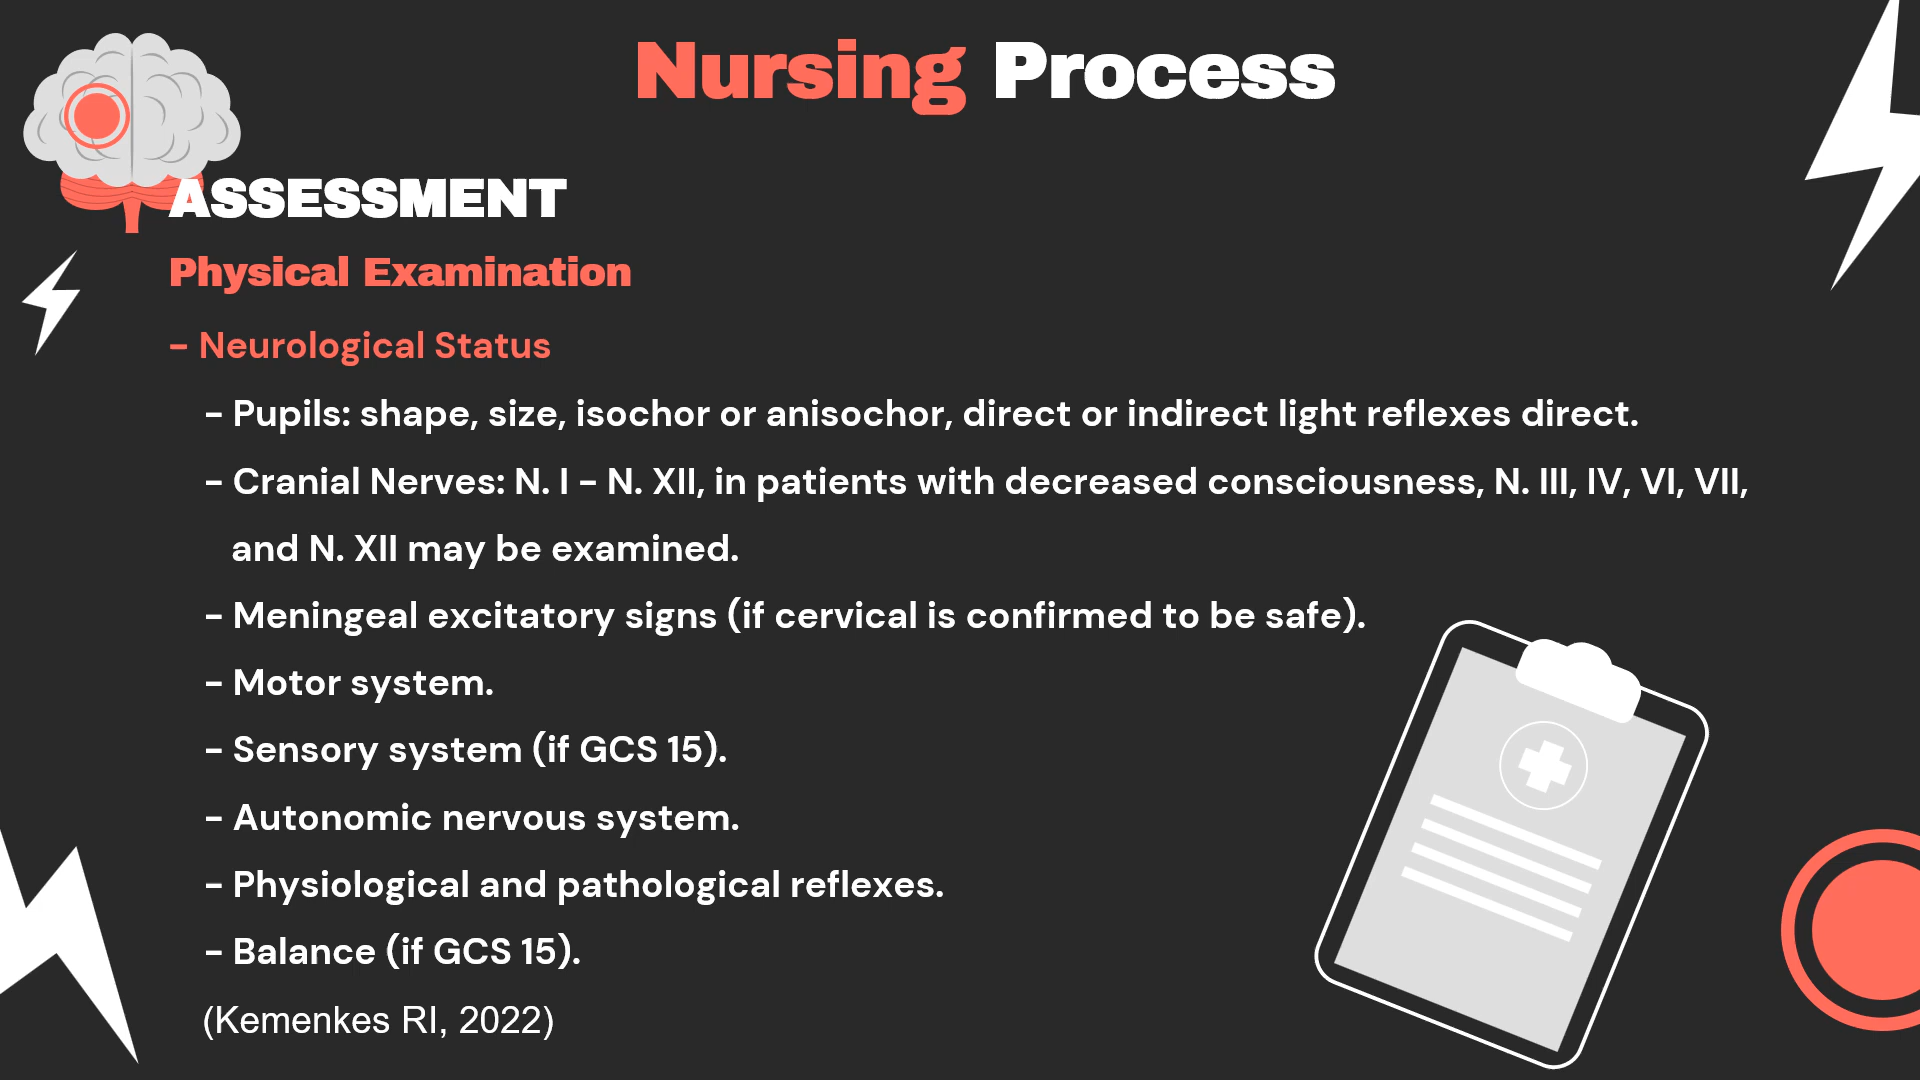 Nursing Process
ASSESSMENT
Physical Examination
- Neurological Status
- Pupils: shape, size, isochor or anisochor, direct or indirect light reflexes direct.
- Cranial Nerves: N. I - N. XII, in patients with decreased consciousness, N. III, IV, VI, VII,
and N. XII may be examined.
- Meningeal excitatory signs (if cervical is confirmed to be safe).
- Motor system.
- Sensory system (if GCS 15).
- Autonomic nervous system.
- Physiological and pathological reflexes.
- Balance (if GCS 15).
(Kemenkes RI, 2022)